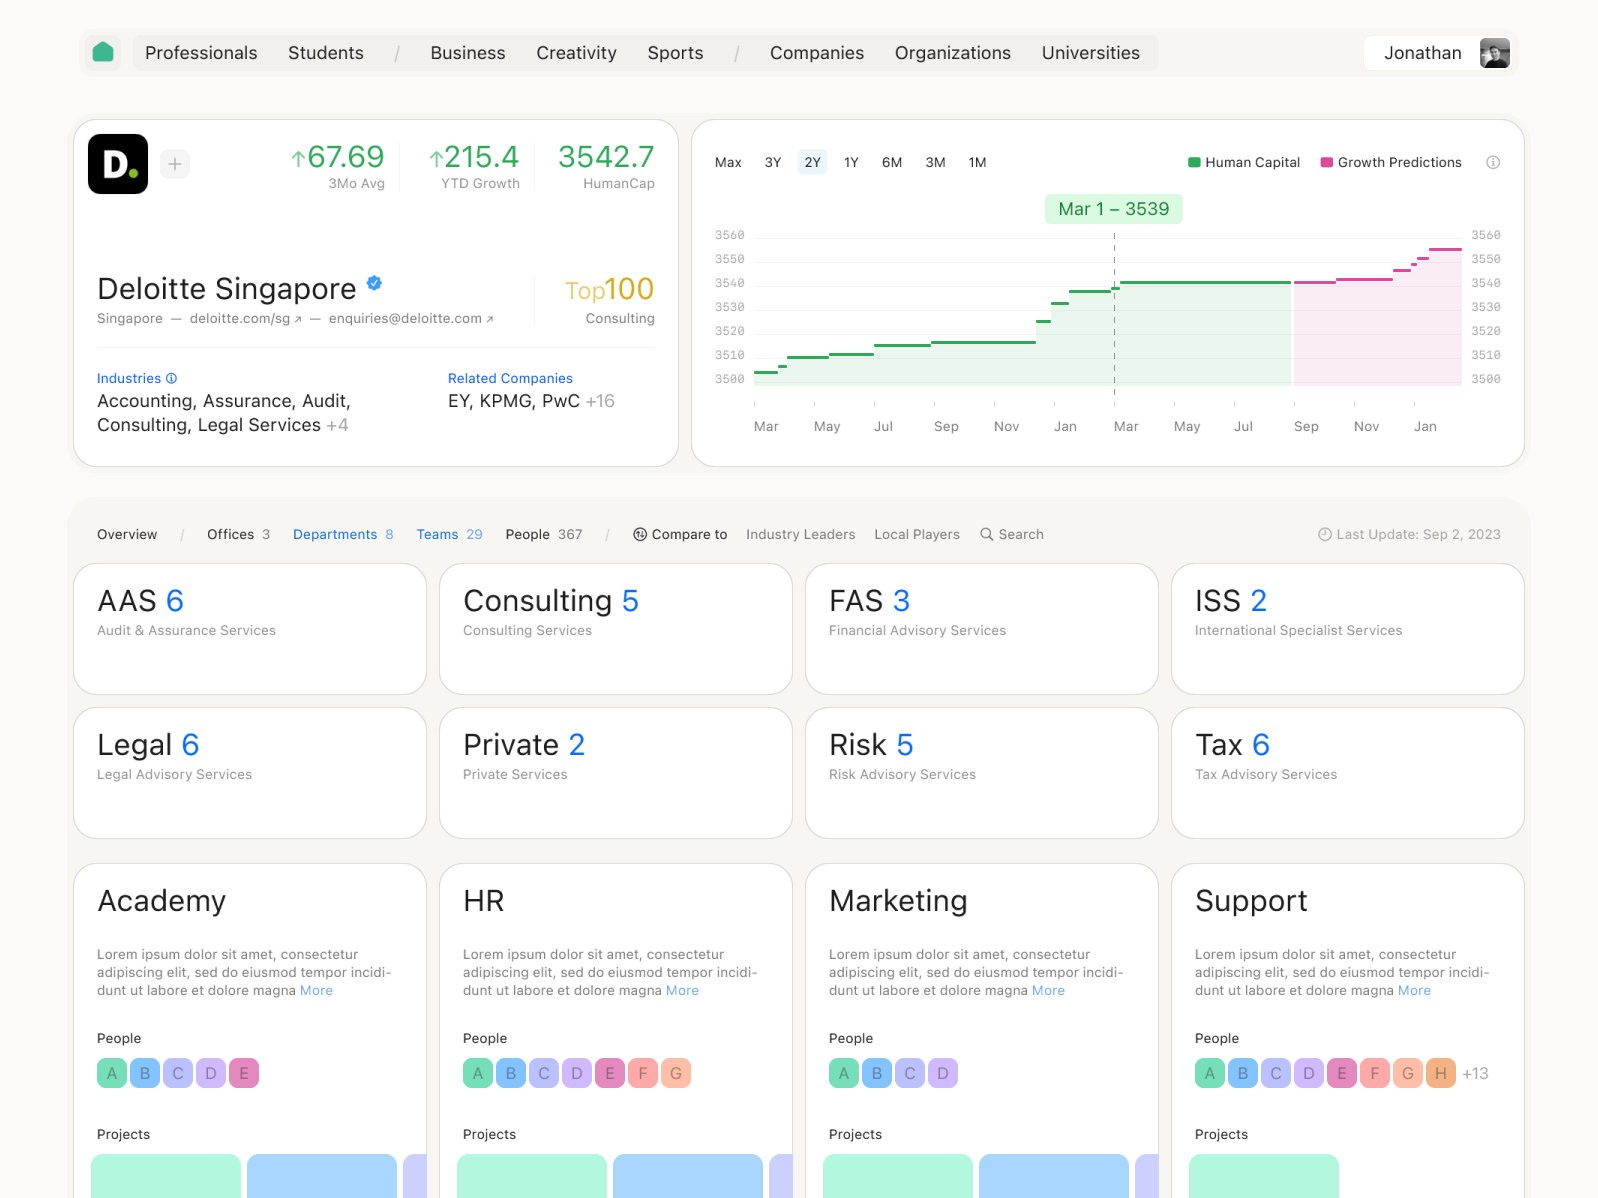 Professionals Students / Business Creativity Sports / Companies Organizations Universities Jonathan
D.
↑67.69
3Mo Avg
↑215.4
YTD Growth
3542.7
HumanCap
Deloitte Singapore
Singapore — deloitte.com/sg ↗ — enquiries@deloitte.com ↗
Top100
Consulting
Industries
Accounting, Assurance, Audit,
Consulting, Legal Services +4
Related Companies
EY, KPMG, PwC +16
Max 3Y 2Y 1Y 6M 3M 1M Human Capital Growth Predictions
Mar 1 – 3539
3560 3560
3550 3550
3540 3540
3530 3530
3520 3520
3510 3510
3500 3500
Mar May Jul Sep Nov Jan Mar May Jul Sep Nov Jan
Overview / Offices 3 Departments 8 Teams 29 People 367 / Compare to Industry Leaders Local Players Search Last Update: Sep 2, 2023
AAS 6
Audit & Assurance Services
Consulting 5
Consulting Services
FAS 3
Financial Advisory Services
ISS 2
International Specialist Services
Legal 6
Legal Advisory Services
Private 2
Private Services
Risk 5
Risk Advisory Services
Tax 6
Tax Advisory Services
Academy
Lorem ipsum dolor sit amet, consectetur
adipiscing elit, sed do eiusmod tempor incidi-
dunt ut labore et dolore magna More
People
A B C D E
Projects
HR
Lorem ipsum dolor sit amet, consectetur
adipiscing elit, sed do eiusmod tempor incidi-
dunt ut labore et dolore magna More
People
A B C D E F G
Projects
Marketing
Lorem ipsum dolor sit amet, consectetur
adipiscing elit, sed do eiusmod tempor incidi-
dunt ut labore et dolore magna More
People
A B C D
Projects
Support
Lorem ipsum dolor sit amet, consectetur
adipiscing elit, sed do eiusmod tempor incidi-
dunt ut labore et dolore magna More
People
A B C D E F G H +13
Projects